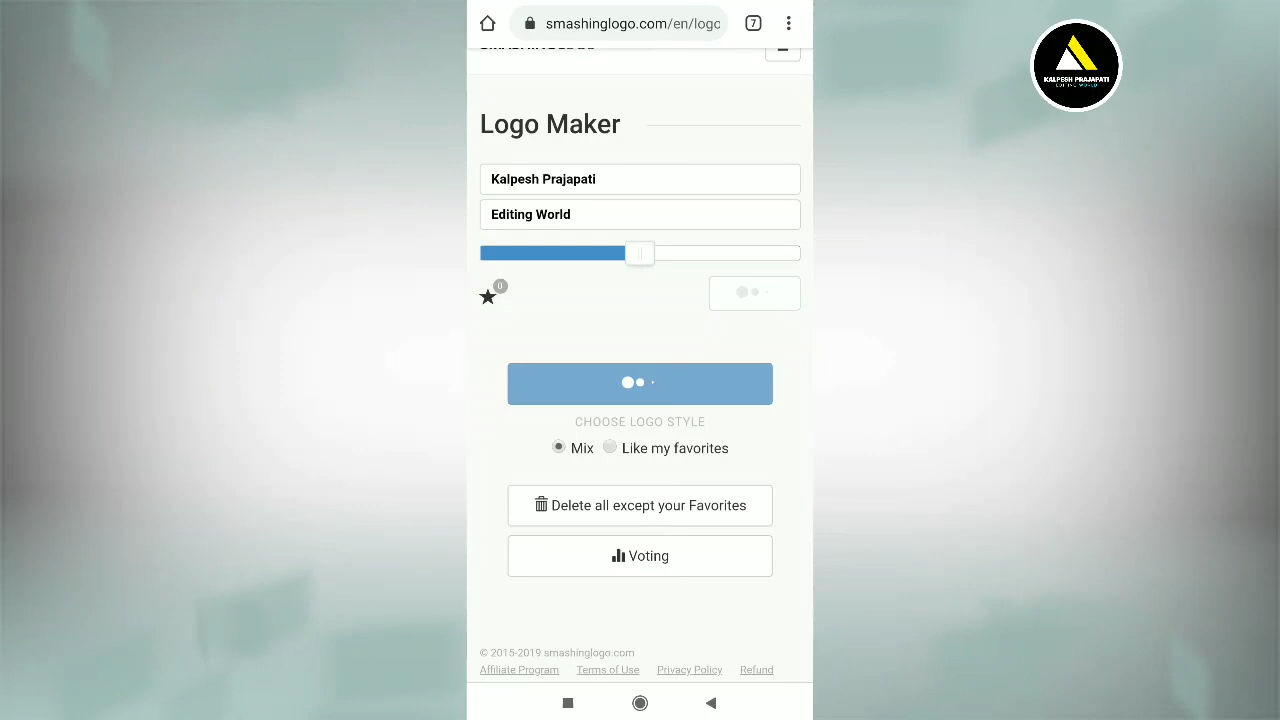 smashinglogo.com/en/logo
7
Logo Maker
Kalpesh Prajapati
Editing World
0
CHOOSE LOGO STYLE
Mix
Like my favorites
Delete all except your Favorites
Voting
© 2015-2019 smashinglogo.com
Affiliate Program Terms of Use Privacy Policy Refund
KALPESH PRAJAPATI
EDITING WORLD